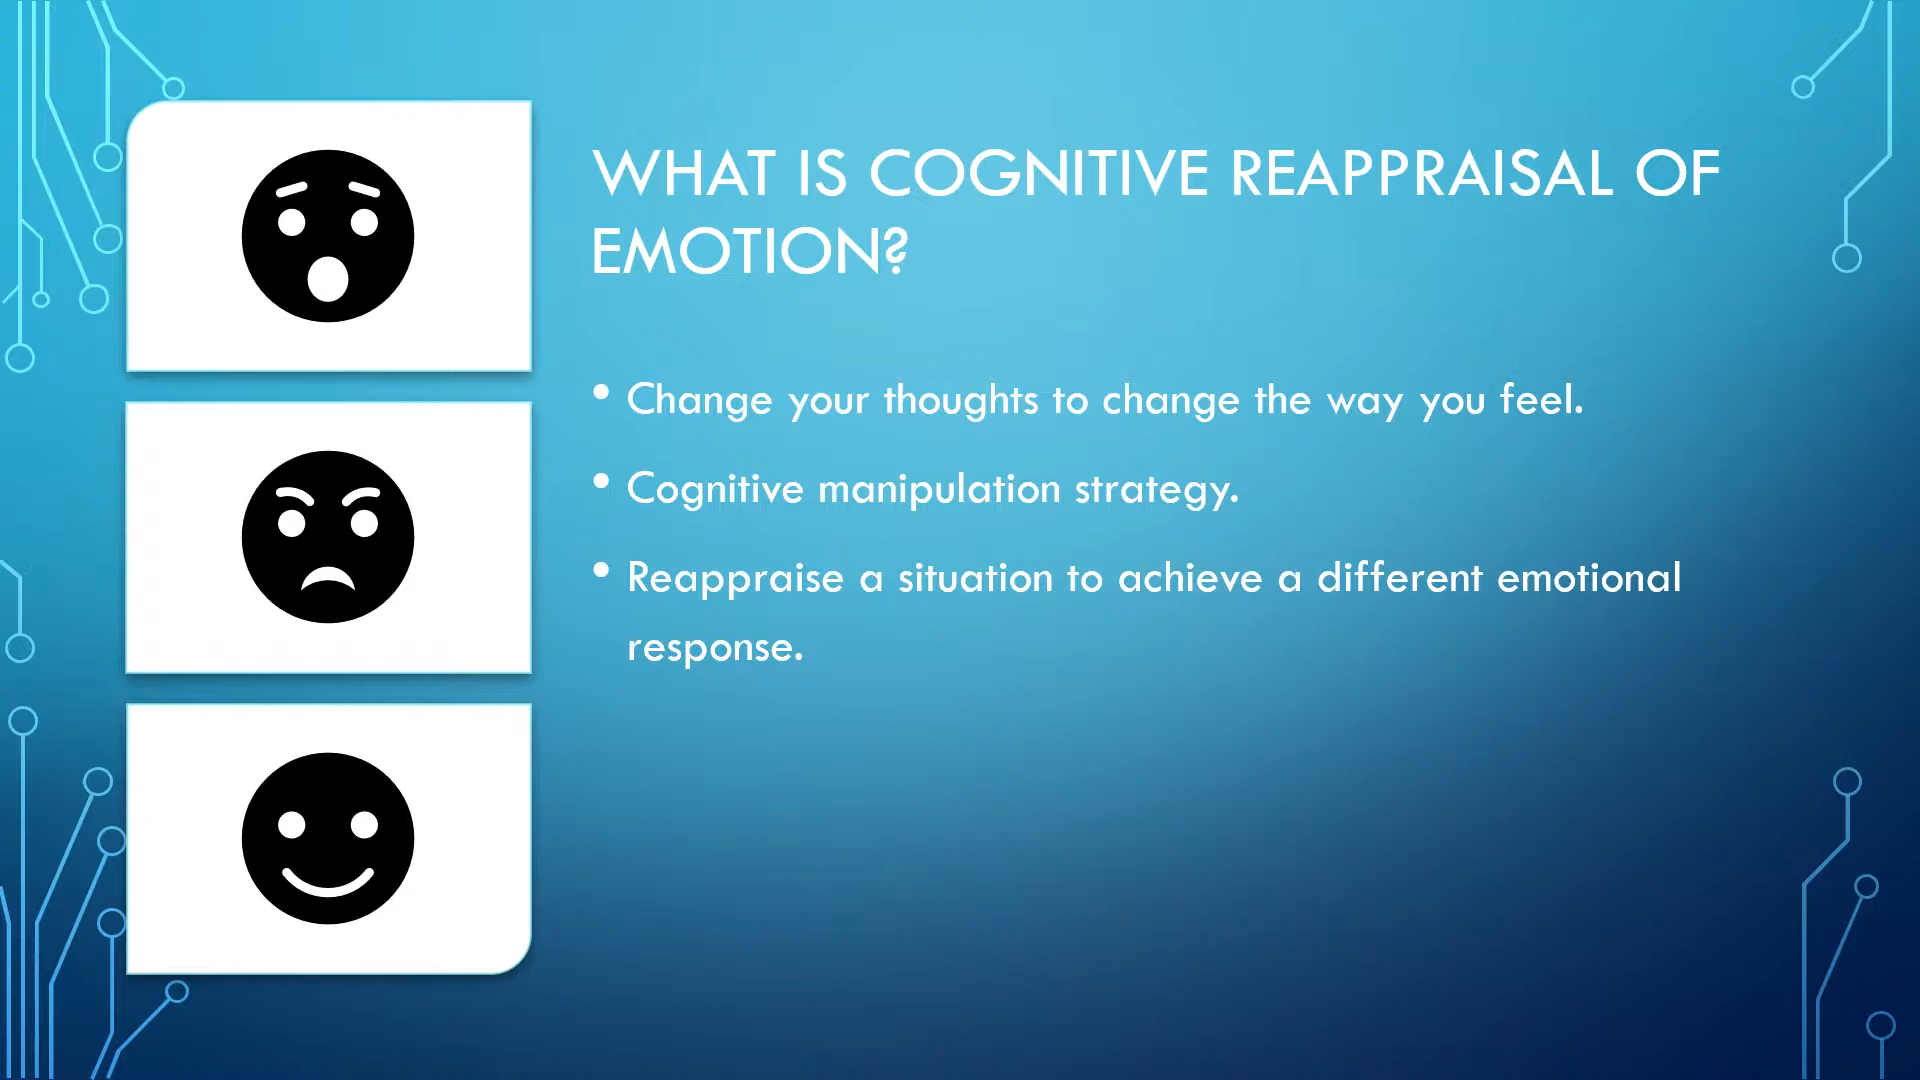 WHAT IS COGNITIVE REAPPRAISAL OF
EMOTION?
• Change your thoughts to change the way you feel.
• Cognitive manipulation strategy.
• Reappraise a situation to achieve a different emotional
response.